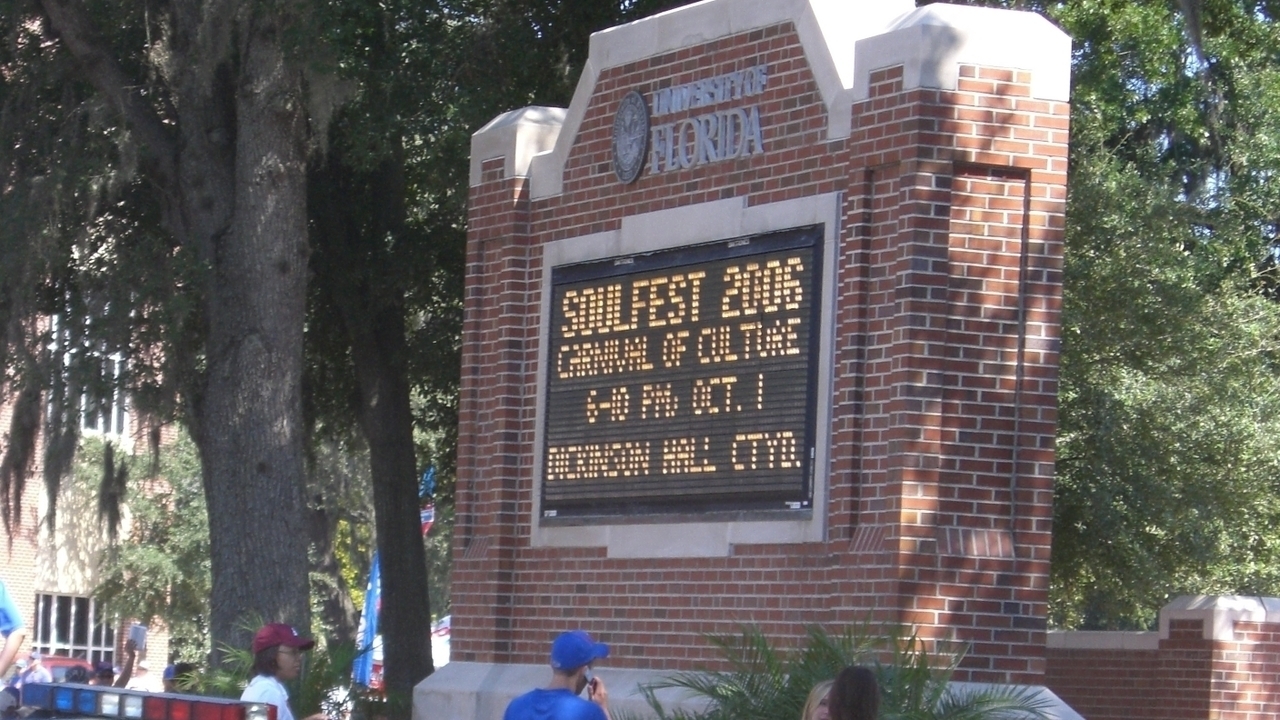 UNIVERSITY OF
FLORIDA
SOULFEST 2006
CARNIVAL OF CULTURE
6-10 PM, OCT. 1
DICKINSON HALL CTYD.